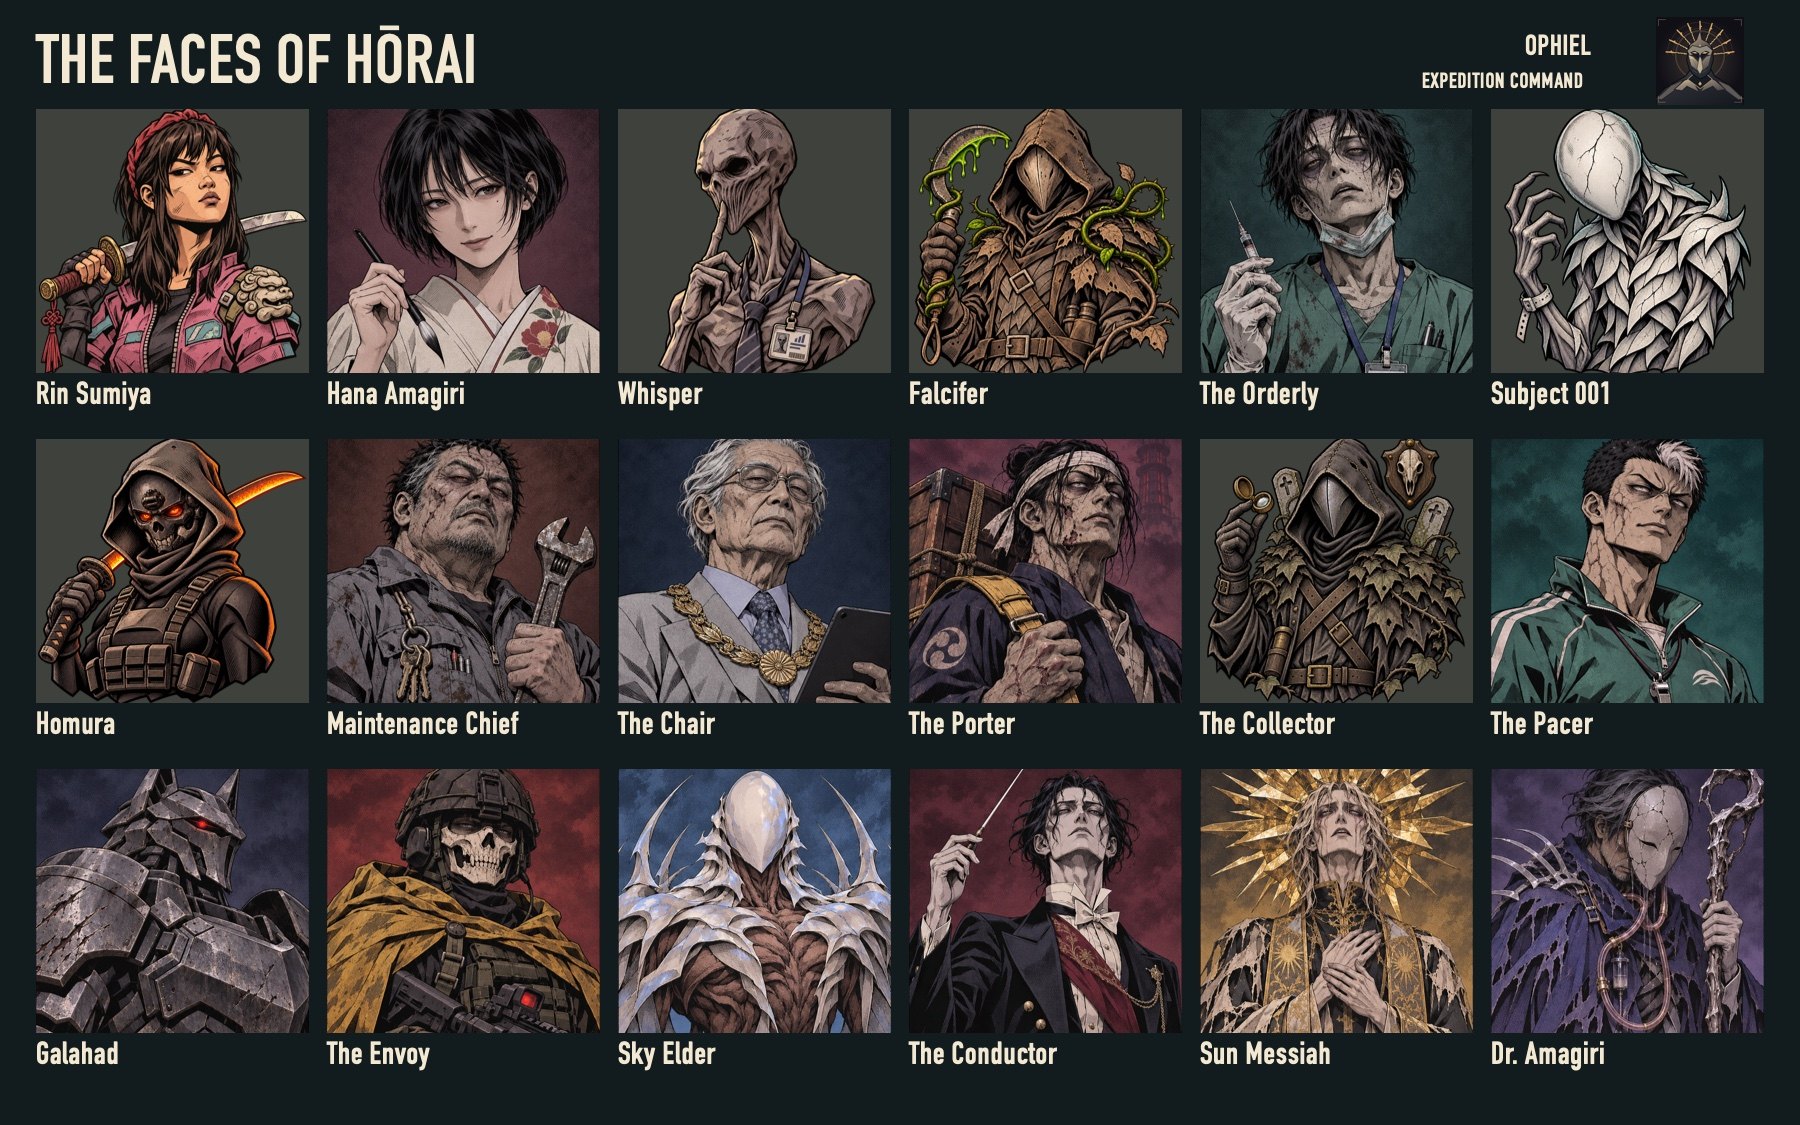 THE FACES OF HŌRAI
OPHIEL
EXPEDITION COMMAND
Rin Sumiya
Hana Amagiri
Whisper
Falcifer
The Orderly
Subject 001
Homura
Maintenance Chief
The Chair
The Porter
The Collector
The Pacer
Galahad
The Envoy
Sky Elder
The Conductor
Sun Messiah
Dr. Amagiri